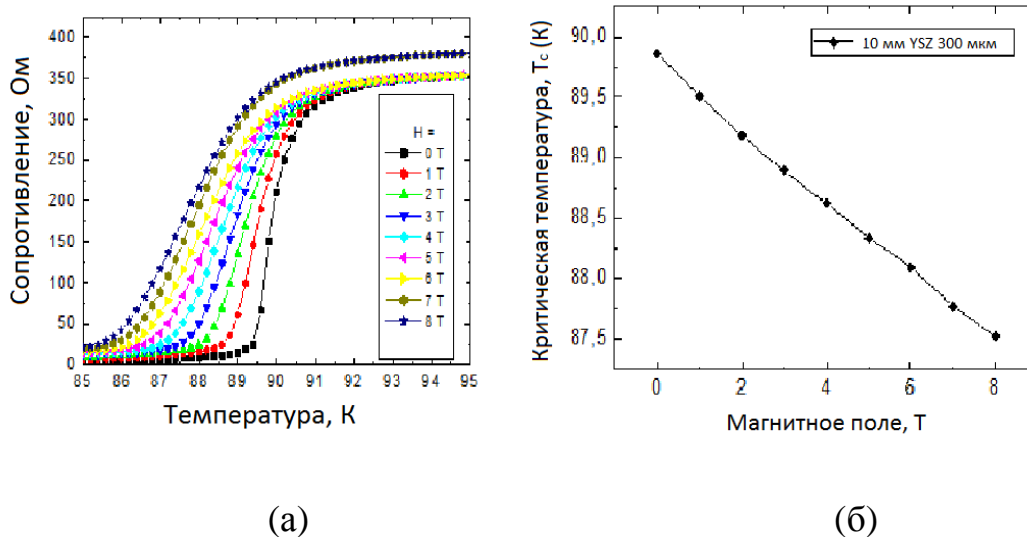 Сопротивление, Ом
400
350
300
250
200
150
100
50
0
85 86 87 88 89 90 91 92 93 94 95
Температура, К
H =
0 T
1 T
2 T
3 T
4 T
5 T
6 T
7 T
8 T
(а)
Критическая температура, Тс (К)
90,0
89,5
89,0
88,5
88,0
87,5
0 2 4 6 8
Магнитное поле, Т
10 мм YSZ 300 мкм
(б)